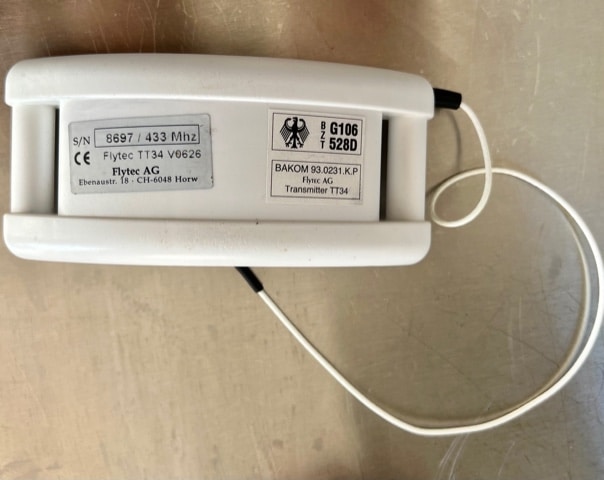 S/N 8697 / 433 Mhz
CE Flytec TT34 V0626
Flytec AG
Ebenaustr. 18 - CH-6048 Horw
BZT G106
528D
BAKOM 93.0231.K.P
Flytec AG
Transmitter TT34